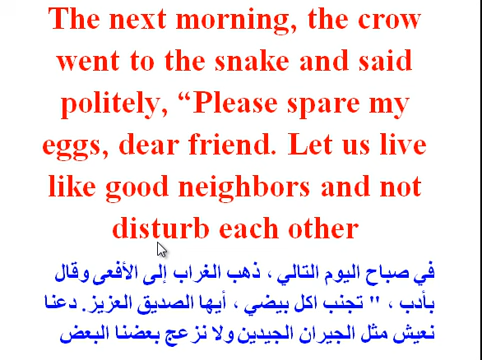 The next morning, the crow
went to the snake and said
politely, “Please spare my
eggs, dear friend. Let us live
like good neighbors and not
disturb each other
في صباح اليوم التالي ، ذهب الغراب إلى الأفعى وقال
بأدب ، " تجنب اكل بيضي ، أيها الصديق العزيز. دعنا
نعيش مثل الجيران الجيدين ولا نزعج بعضنا البعض